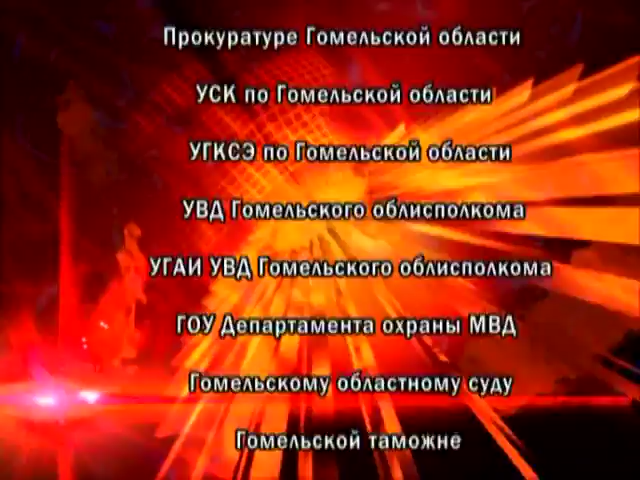 Прокуратуре Гомельской области
УСК по Гомельской области
УГКСЭ по Гомельской области
УВД Гомельского облисполкома
УГАИ УВД Гомельского облисполкома
ГОУ Департамента охраны МВД
Гомельскому областному суду
Гомельской таможне